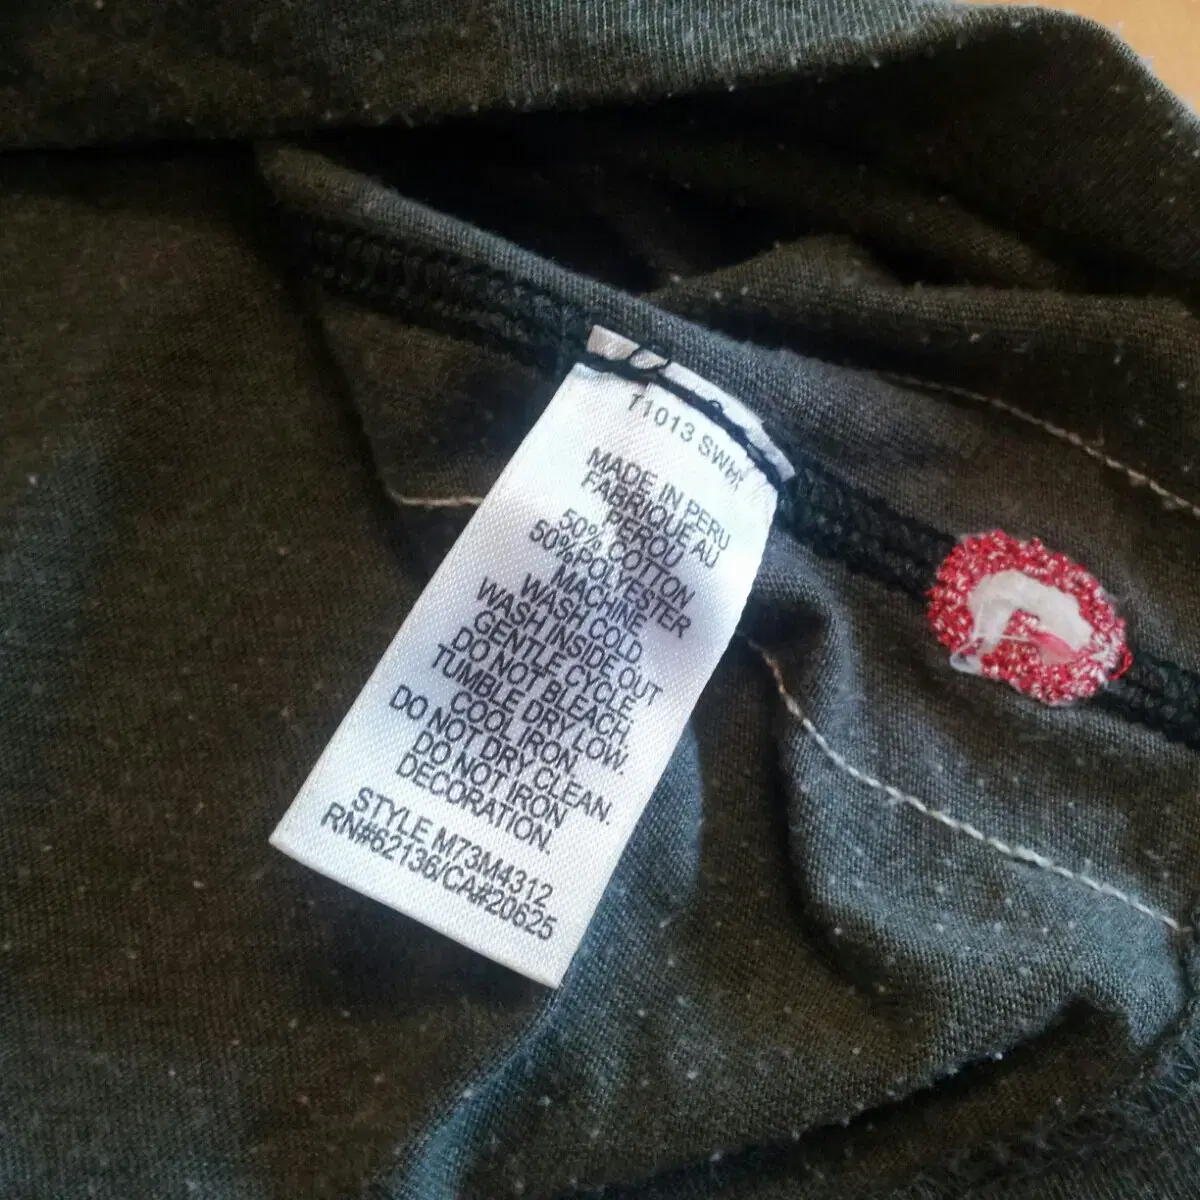 11013 SWHT
MADE IN PERU
FABRIQUE AU
PEROU
50% COTTON
50%POLYESTER
MACHINE
WASH COLD
WASH INSIDE OUT
GENTLE CYCLE
DO NOT BLEACH
TUMBLE DRY LOW.
COOL IRON.
DO NOT DRY CLEAN.
DO NOT IRON
DECORATION.
STYLE M73M4312
RN#62136/CA#20625